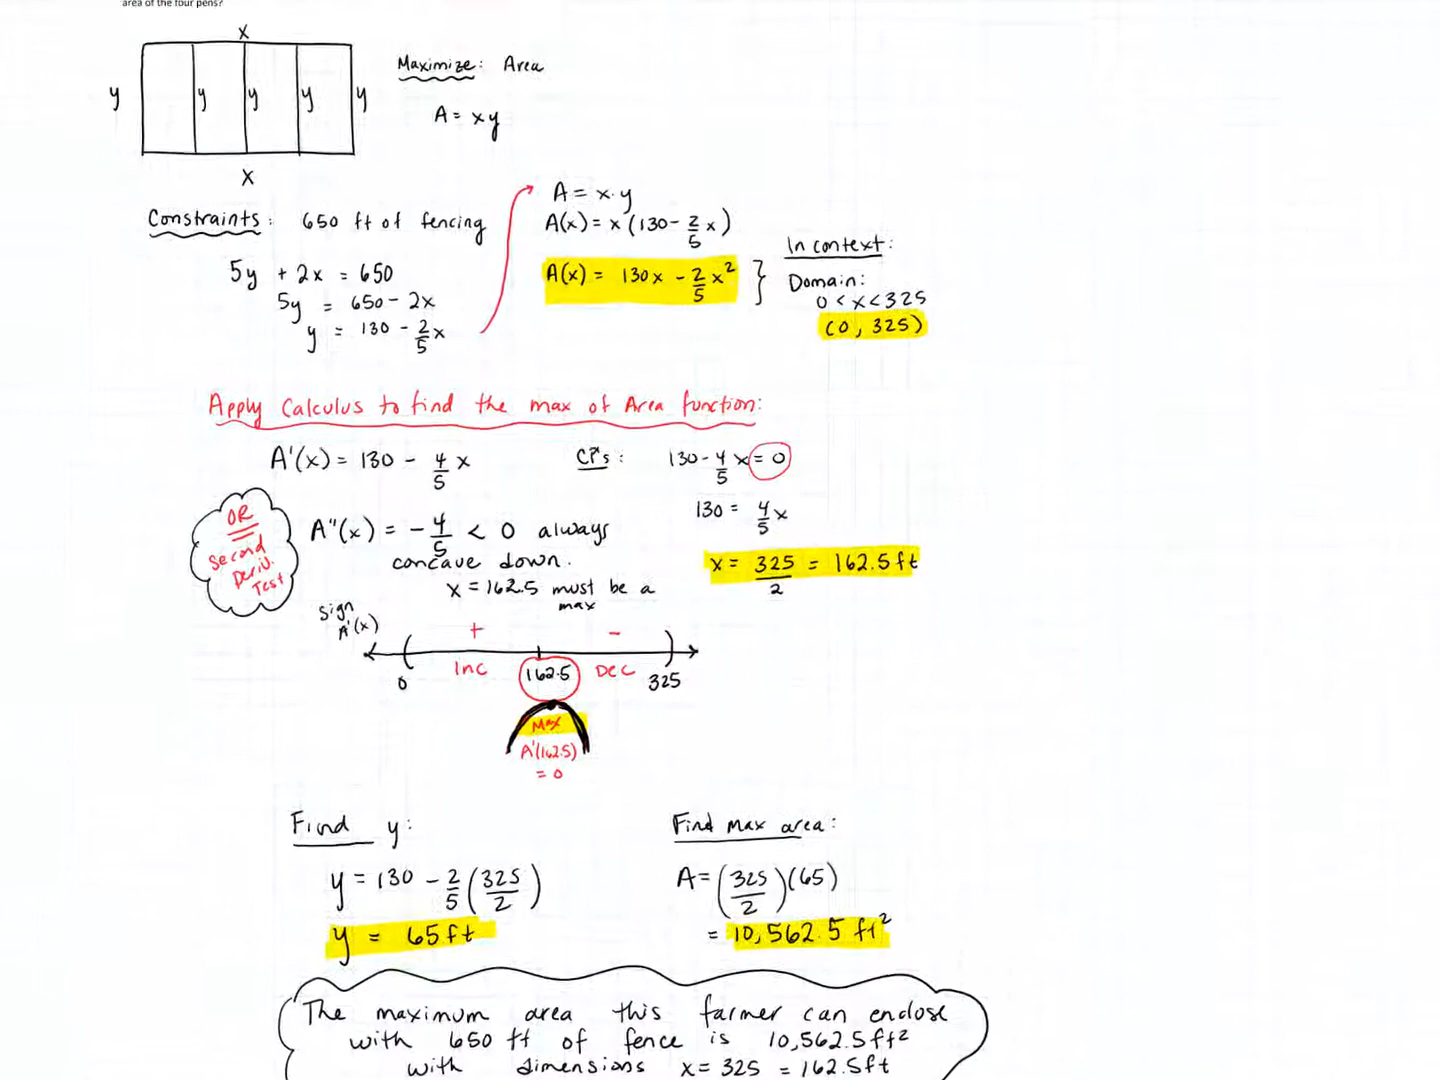 area of the four pens?
x
y y y y y
x
Maximize: Area
A = xy
Constraints: 650 ft of fencing
5y + 2x = 650
5y = 650 - 2x
y = 130 - 2/5 x
A = x·y
A(x) = x(130 - 2/5 x)
A(x) = 130x - 2/5 x²
In context:
Domain:
0 < x < 325
(0, 325)
Apply Calculus to find the max of Area function:
A'(x) = 130 - 4/5 x
CP's: 130 - 4/5 x = 0
130 = 4/5 x
x = 325/2 = 162.5 ft
OR
Second
Deriv.
Test
A''(x) = - 4/5 < 0 always
concave down.
x = 162.5 must be a
max
sign
A'(x)
+ -
Inc Dec
0 162.5 325
Max
A'(162.5)
= 0
Find y:
y = 130 - 2/5 (325/2)
y = 65 ft
Find max area:
A = (325/2)(65)
= 10,562.5 ft²
The maximum area this farmer can enclose
with 650 ft of fence is 10,562.5 ft²
with dimensions x = 325 = 162.5 ft